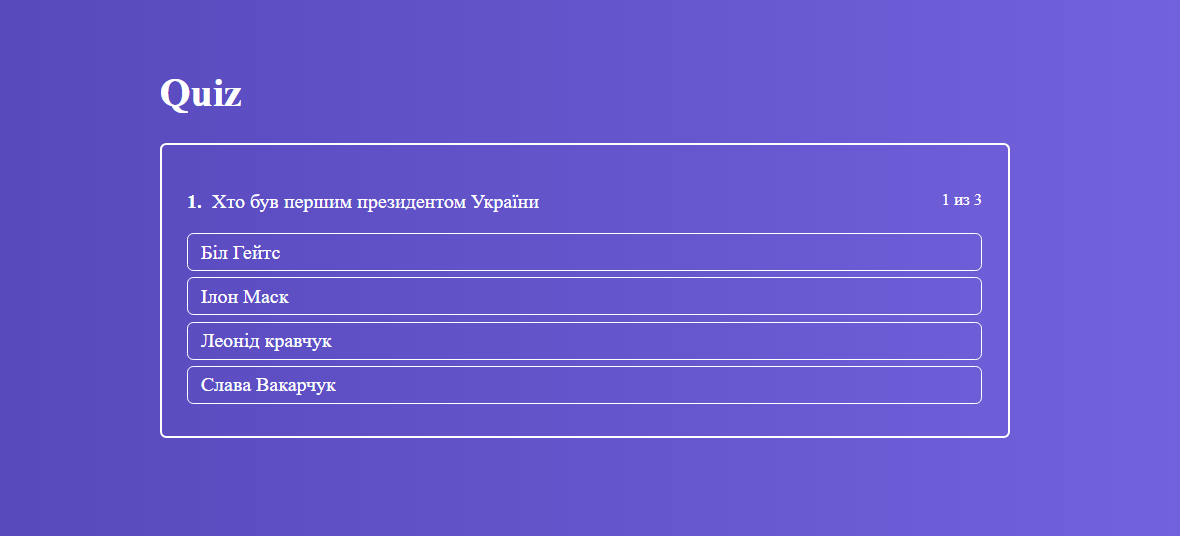 Quiz
1. Хто був першим президентом України
1 из 3
Біл Гейтс
Ілон Маск
Леонід кравчук
Слава Вакарчук